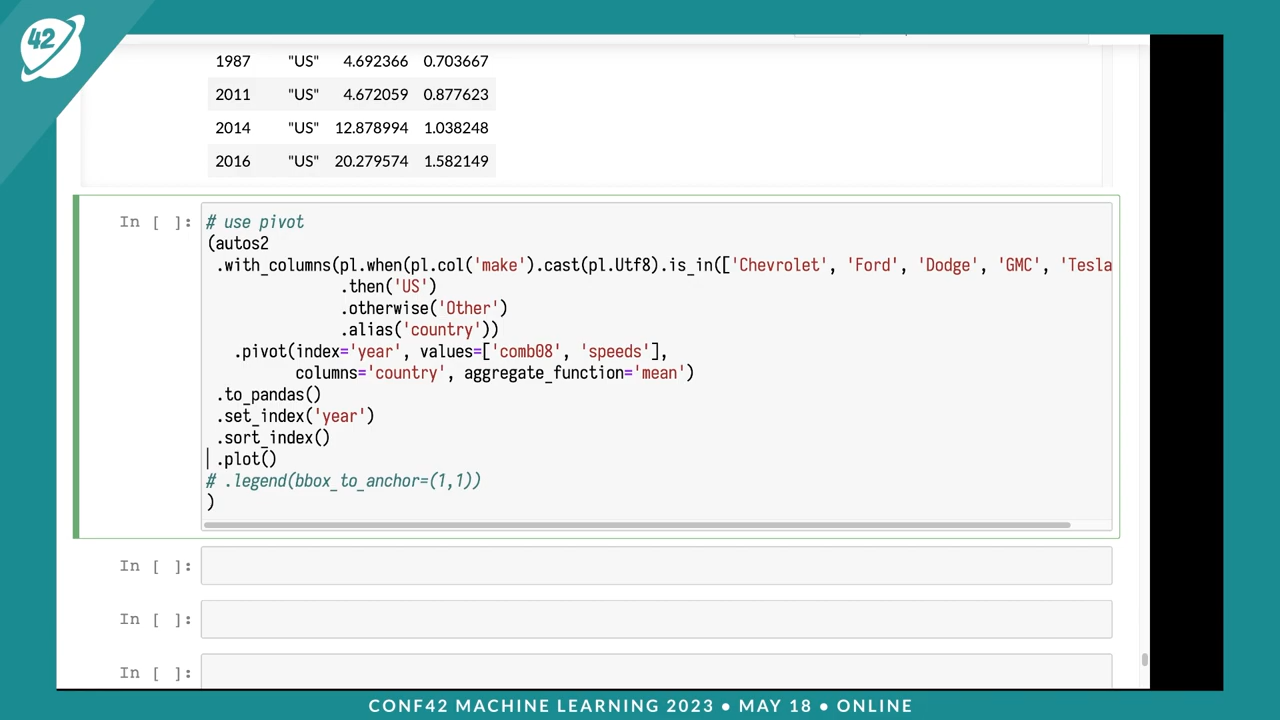 42
1987 "US" 4.692366 0.703667
2011 "US" 4.672059 0.877623
2014 "US" 12.878994 1.038248
2016 "US" 20.279574 1.582149
In [ ]: # use pivot
(autos2
.with_columns(pl.when(pl.col('make').cast(pl.Utf8).is_in(['Chevrolet', 'Ford', 'Dodge', 'GMC', 'Tesla
.then('US')
.otherwise('Other')
.alias('country'))
.pivot(index='year', values=['comb08', 'speeds'],
columns='country', aggregate_function='mean')
.to_pandas()
.set_index('year')
.sort_index()
.plot()
# .legend(bbox_to_anchor=(1,1))
)
In [ ]:
In [ ]:
In [ ]:
CONF42 MACHINE LEARNING 2023 ● MAY 18 ● ONLINE